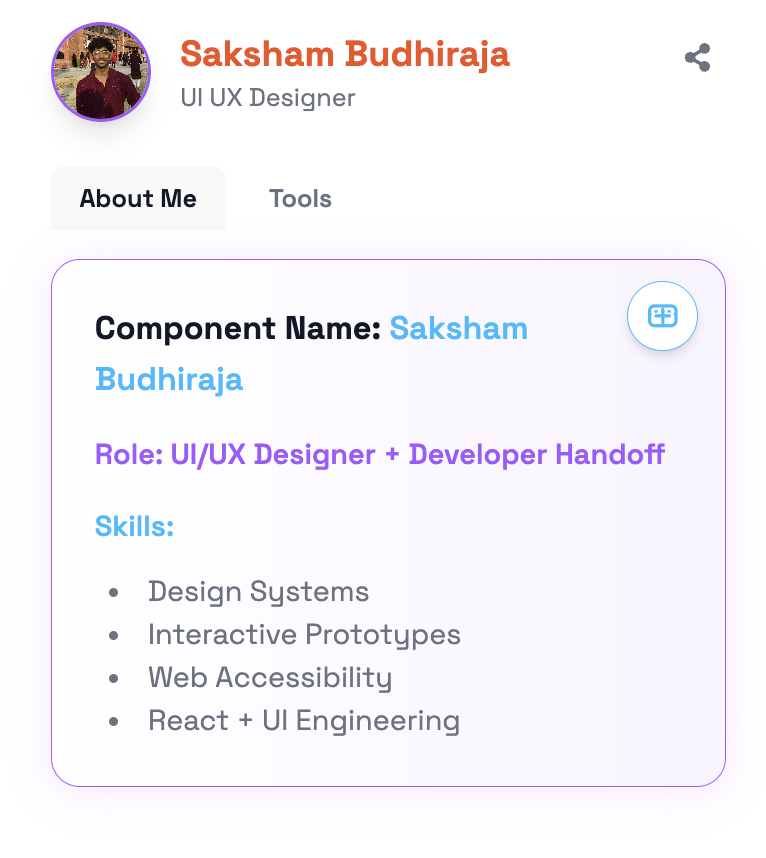 Saksham Budhiraja
UI UX Designer
About Me
Tools
Component Name: Saksham
Budhiraja
Role: UI/UX Designer + Developer Handoff
Skills:
• Design Systems
• Interactive Prototypes
• Web Accessibility
• React + UI Engineering